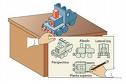 Alzado
Lateral izq.
Perspectiva
Planta superior